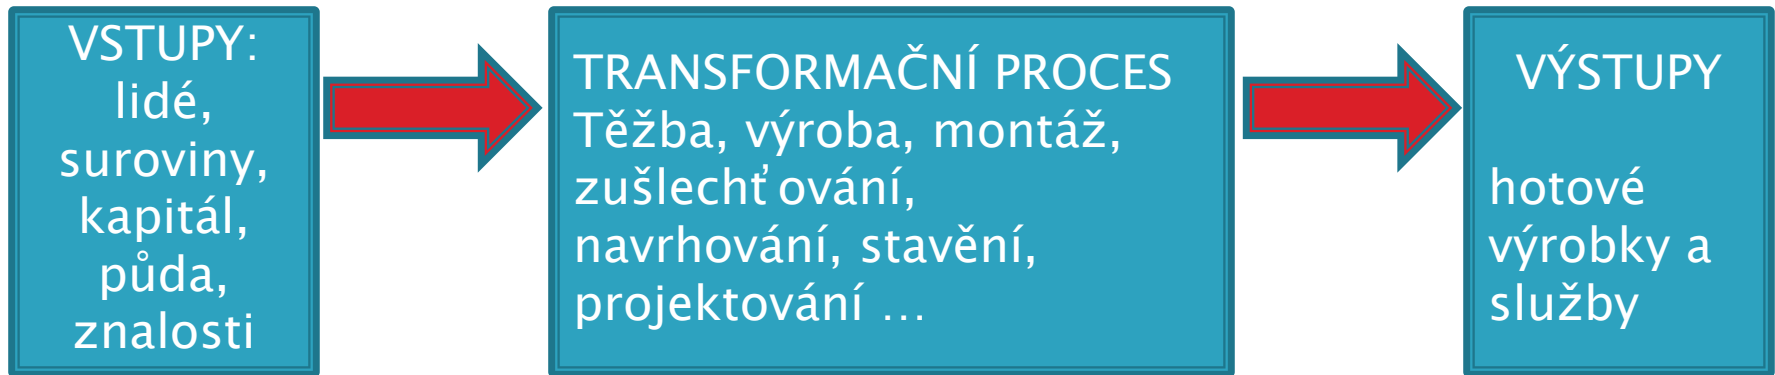 VSTUPY:
lidé,
suroviny,
kapitál,
půda,
znalosti
TRANSFORMAČNÍ PROCES
Těžba, výroba, montáž,
zušlechťování,
navrhování, stavění,
projektování …
VÝSTUPY
hotové
výrobky a
služby